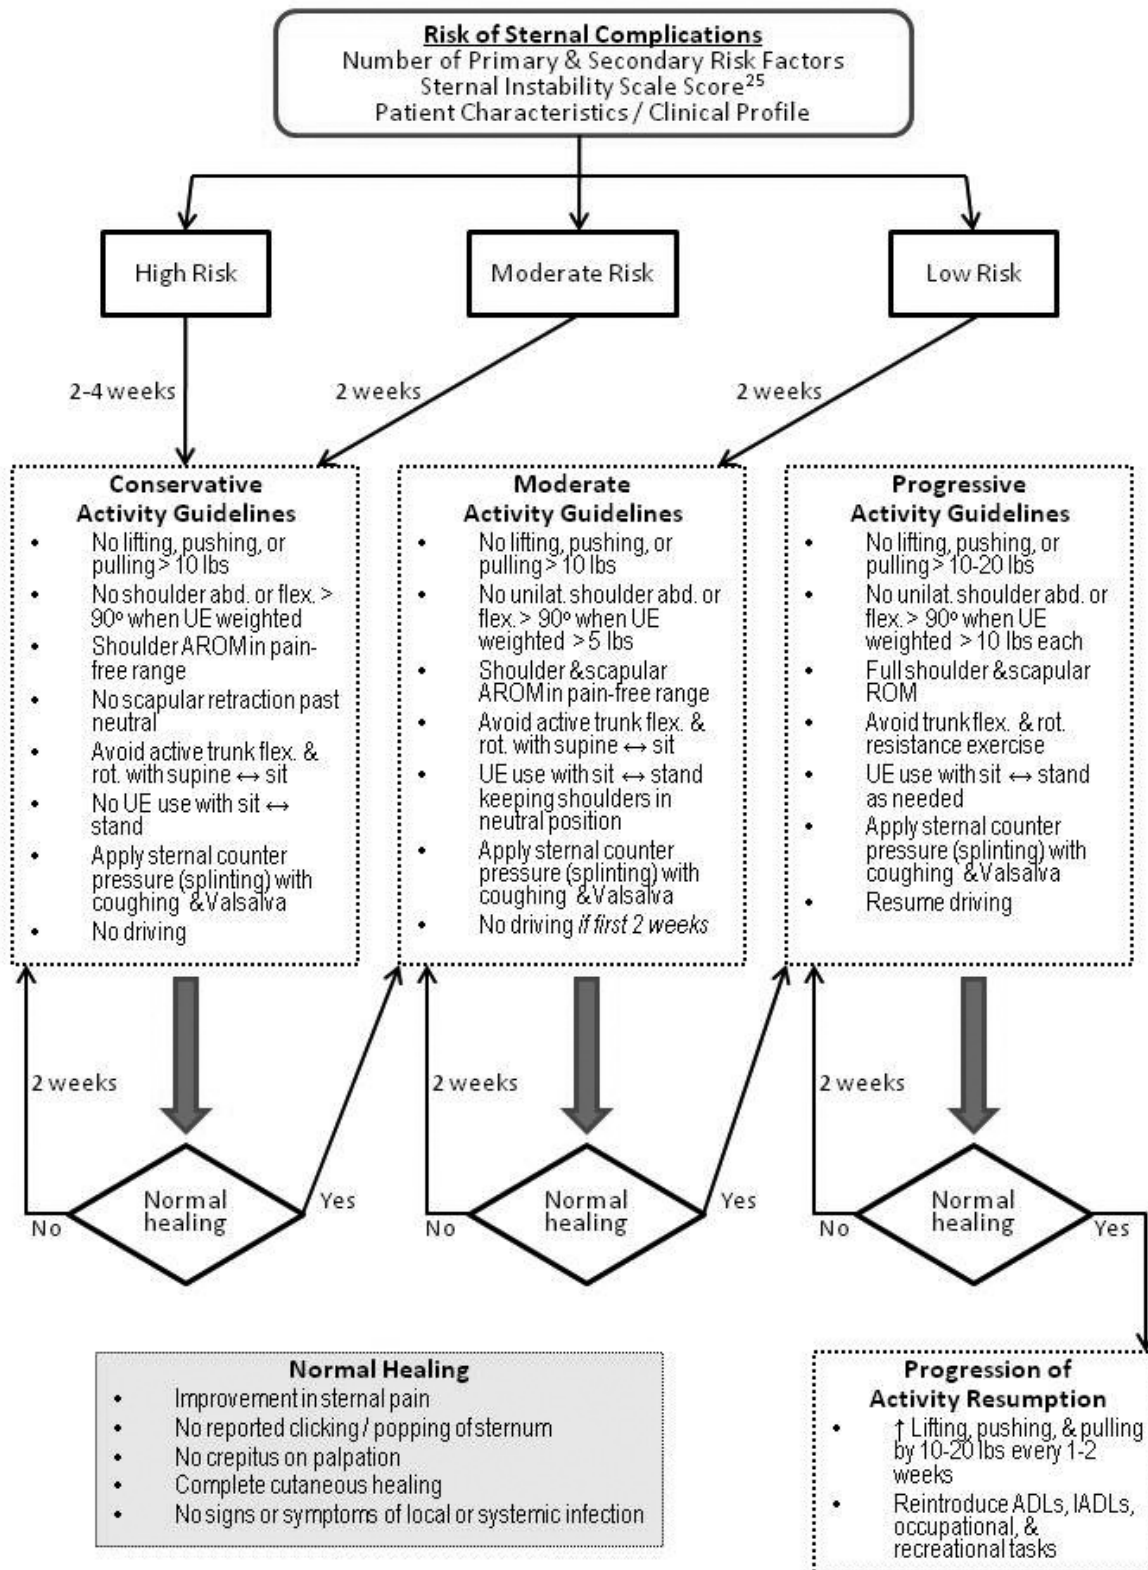 Risk of Sternal Complications
Number of Primary & Secondary Risk Factors
Sternal Instability Scale Score25
Patient Characteristics / Clinical Profile
High Risk
Moderate Risk
Low Risk
2-4 weeks
2 weeks
2 weeks
Conservative
Activity Guidelines
• No lifting, pushing, or
pulling > 10 lbs
• No shoulder abd. or flex. >
90º when UE weighted
• Shoulder AROM in pain-
free range
• No scapular retraction past
neutral
• Avoid active trunk flex. &
rot. with supine ↔ sit
• No UE use with sit ↔
stand
• Apply sternal counter
pressure (splinting) with
coughing & Valsalva
• No driving
Moderate
Activity Guidelines
• No lifting, pushing, or
pulling > 10 lbs
• No unilat. shoulder abd. or
flex. > 90º when UE
weighted > 5 lbs
• Shoulder & scapular
AROM in pain-free range
• Avoid active trunk flex. &
rot. with supine ↔ sit
• UE use with sit ↔ stand
keeping shoulders in
neutral position
• Apply sternal counter
pressure (splinting) with
coughing & Valsalva
• No driving if first 2 weeks
Progressive
Activity Guidelines
• No lifting, pushing, or
pulling > 10-20 lbs
• No unilat. shoulder abd. or
flex. > 90º when UE
weighted > 10 lbs each
• Full shoulder & scapular
ROM
• Avoid trunk flex. & rot.
resistance exercise
• UE use with sit ↔ stand
as needed
• Apply sternal counter
pressure (splinting) with
coughing & Valsalva
• Resume driving
2 weeks
2 weeks
2 weeks
Normal
healing
No
Yes
Normal
healing
No
Yes
Normal
healing
No
Yes
Normal Healing
• Improvement in sternal pain
• No reported clicking / popping of sternum
• No crepitus on palpation
• Complete cutaneous healing
• No signs or symptoms of local or systemic infection
Progression of
Activity Resumption
• ↑ Lifting, pushing, & pulling
by 10-20 lbs every 1-2
weeks
• Reintroduce ADLs, IADLs,
occupational, &
recreational tasks